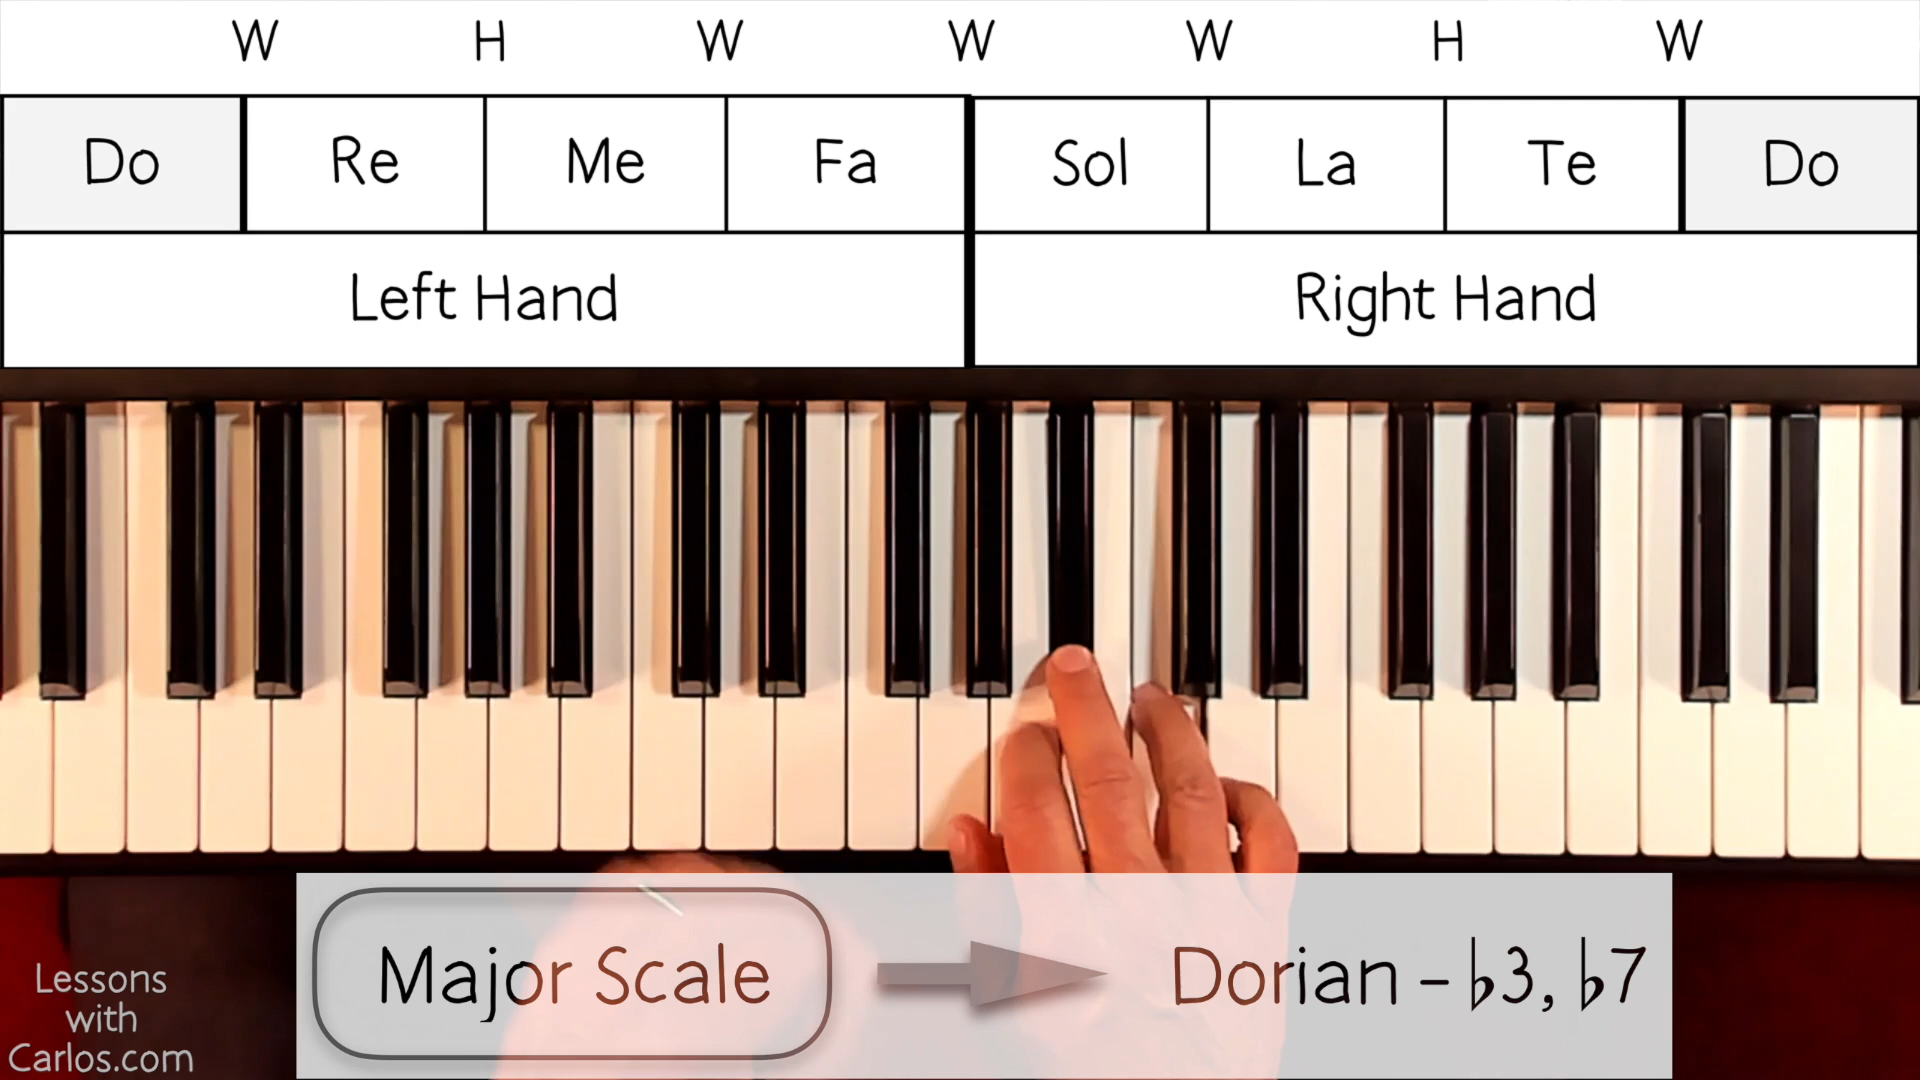 W H W W W H W
Do Re Me Fa Sol La Te Do
Left Hand Right Hand
Major Scale Dorian - ♭3, ♭7
Lessons
with
Carlos.com